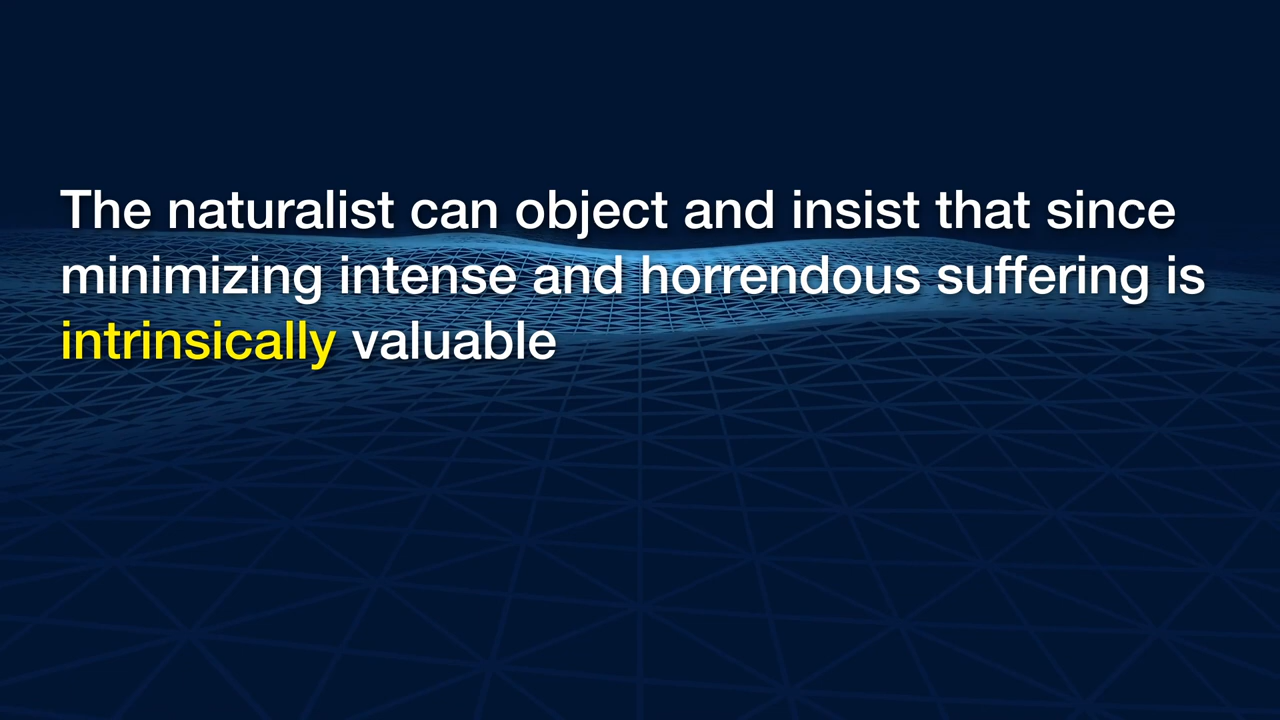 The naturalist can object and insist that since
minimizing intense and horrendous suffering is
intrinsically valuable